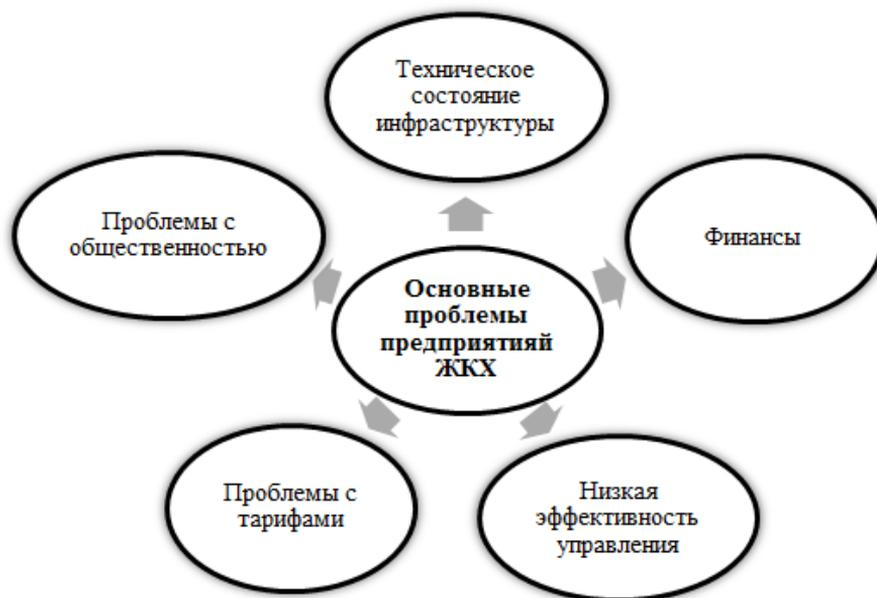 Техническое
состояние
инфраструктуры
Проблемы с
общественностью
Финансы
Основные
проблемы
предприятияй
ЖКХ
Проблемы с
тарифами
Низкая
эффективность
управления